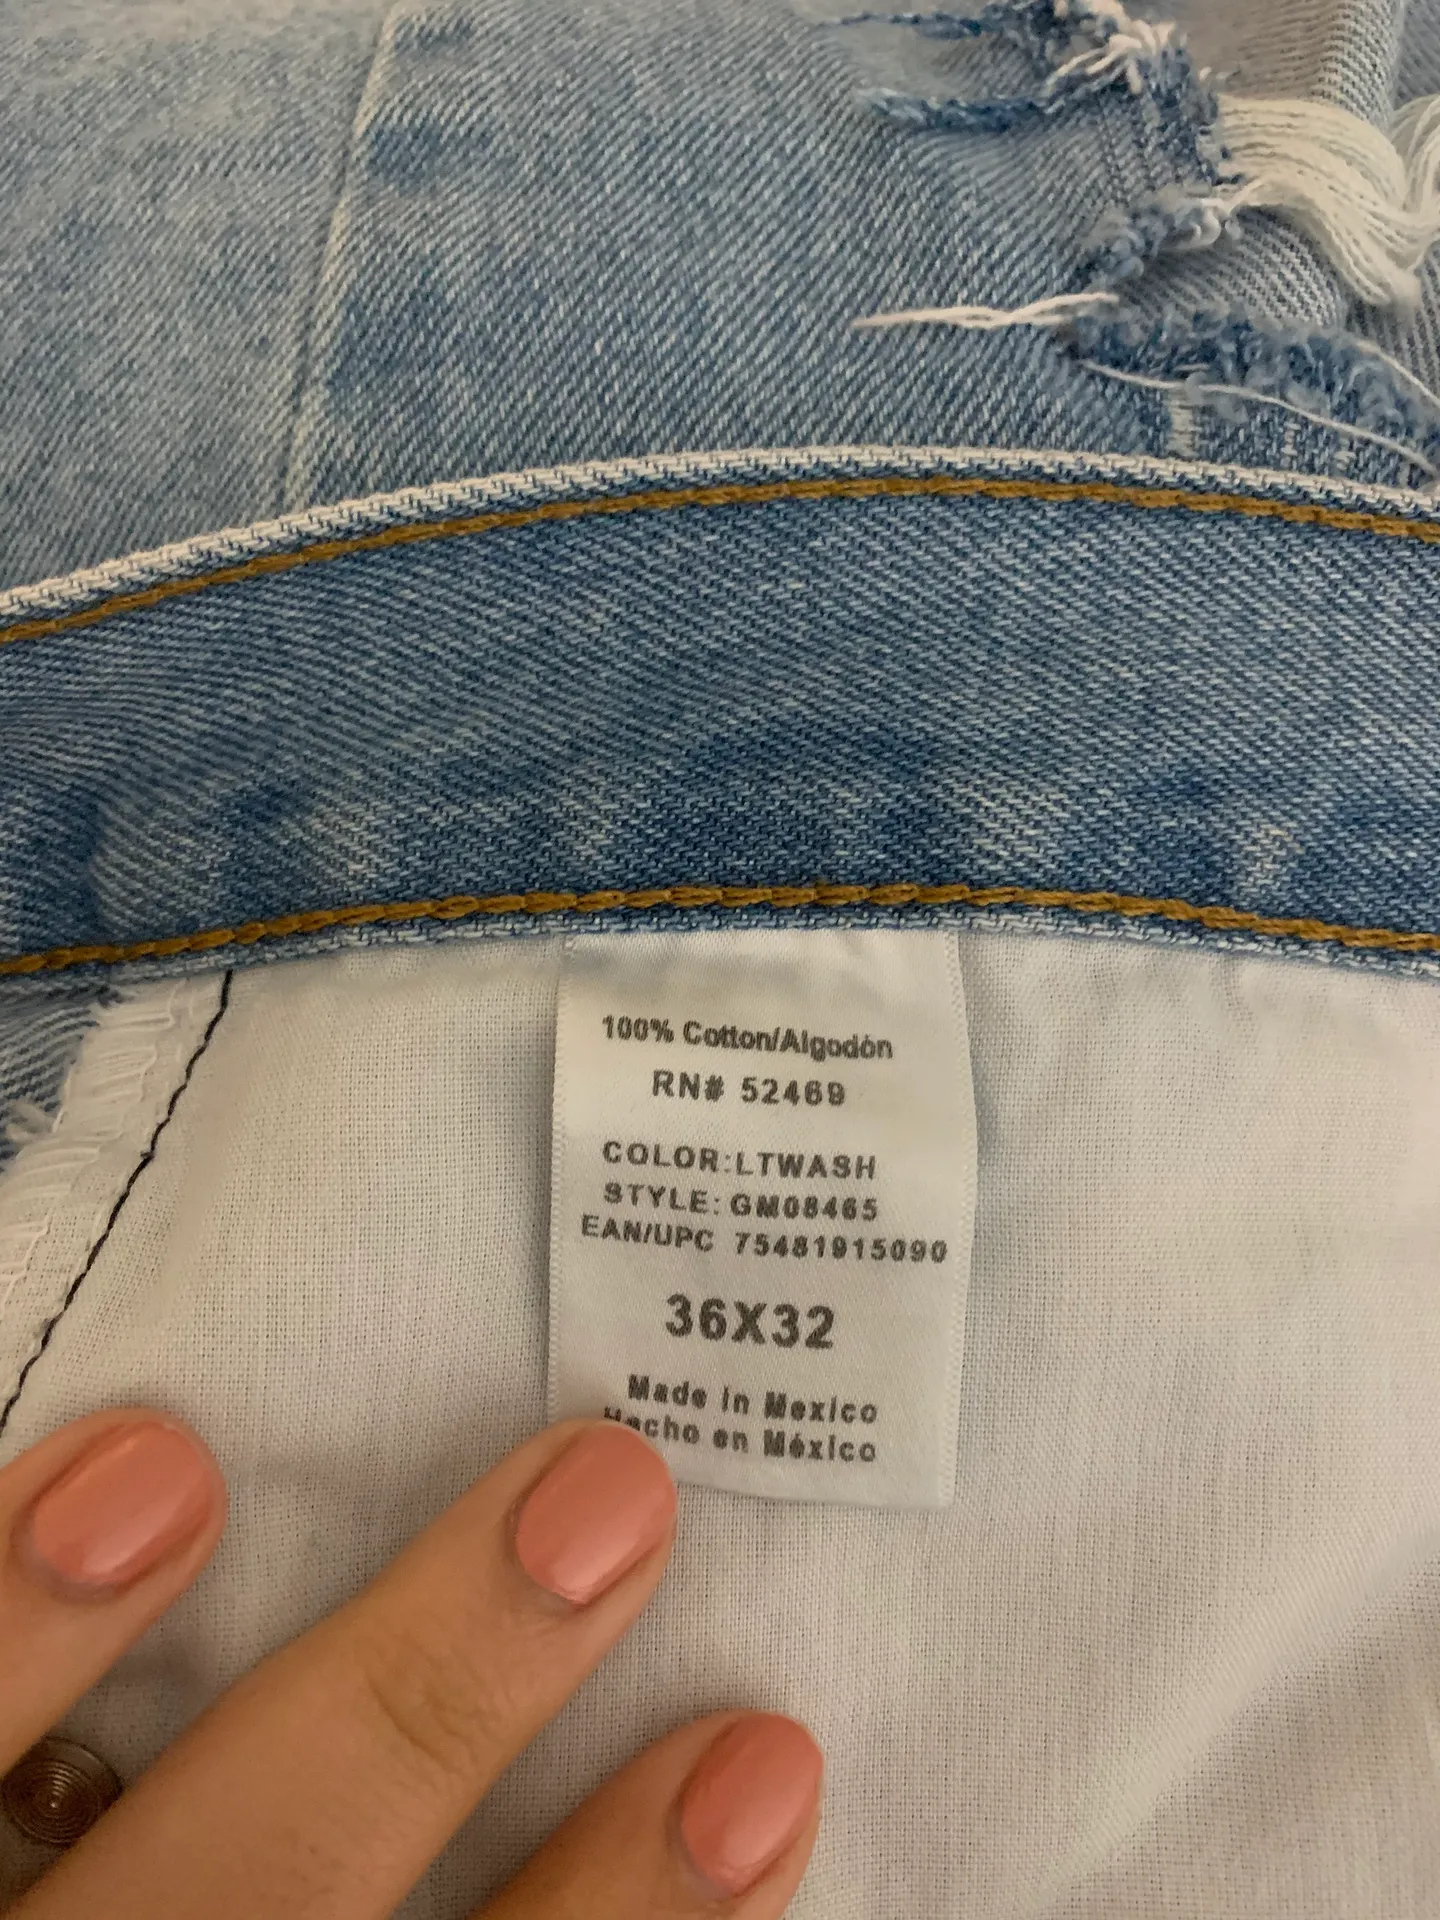 100% Cotton/Algodón
RN# 52469
COLOR:LTWASH
STYLE: GM08465
EAN/UPC 75481915090
36X32
Made in Mexico
Hecho en México